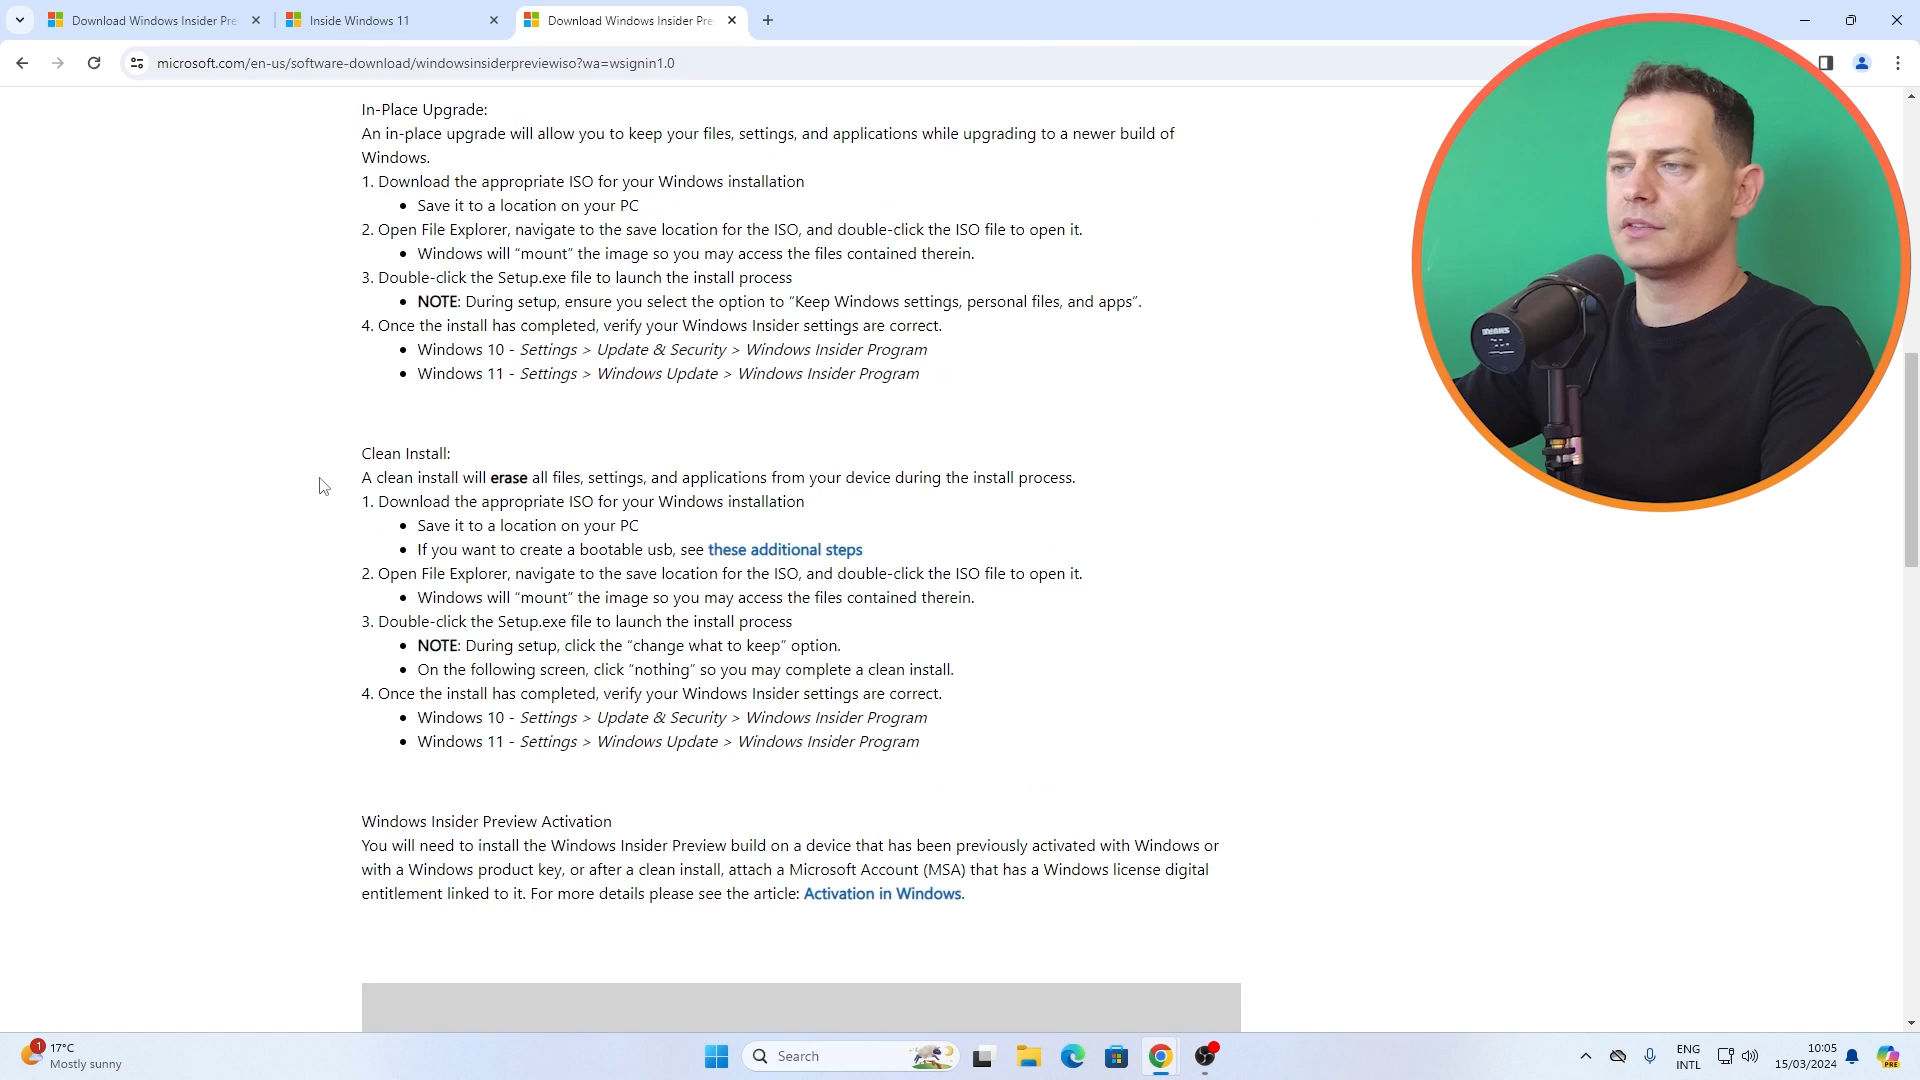 Download Windows Insider Pre
Inside Windows 11
Download Windows Insider Pre
microsoft.com/en-us/software-download/windowsinsiderpreviewiso?wa=wsignin1.0
In-Place Upgrade:
An in-place upgrade will allow you to keep your files, settings, and applications while upgrading to a newer build of
Windows.
1. Download the appropriate ISO for your Windows installation
• Save it to a location on your PC
2. Open File Explorer, navigate to the save location for the ISO, and double-click the ISO file to open it.
• Windows will “mount” the image so you may access the files contained therein.
3. Double-click the Setup.exe file to launch the install process
• NOTE: During setup, ensure you select the option to “Keep Windows settings, personal files, and apps”.
4. Once the install has completed, verify your Windows Insider settings are correct.
• Windows 10 - Settings > Update & Security > Windows Insider Program
• Windows 11 - Settings > Windows Update > Windows Insider Program
Clean Install:
A clean install will erase all files, settings, and applications from your device during the install process.
1. Download the appropriate ISO for your Windows installation
• Save it to a location on your PC
• If you want to create a bootable usb, see these additional steps
2. Open File Explorer, navigate to the save location for the ISO, and double-click the ISO file to open it.
• Windows will “mount” the image so you may access the files contained therein.
3. Double-click the Setup.exe file to launch the install process
• NOTE: During setup, click the “change what to keep” option.
• On the following screen, click “nothing” so you may complete a clean install.
4. Once the install has completed, verify your Windows Insider settings are correct.
• Windows 10 - Settings > Update & Security > Windows Insider Program
• Windows 11 - Settings > Windows Update > Windows Insider Program
Windows Insider Preview Activation
You will need to install the Windows Insider Preview build on a device that has been previously activated with Windows or
with a Windows product key, or after a clean install, attach a Microsoft Account (MSA) that has a Windows license digital
entitlement linked to it. For more details please see the article: Activation in Windows.
SHURE
1
17°C
Mostly sunny
Search
PRE
ENG
INTL
10:05
15/03/2024